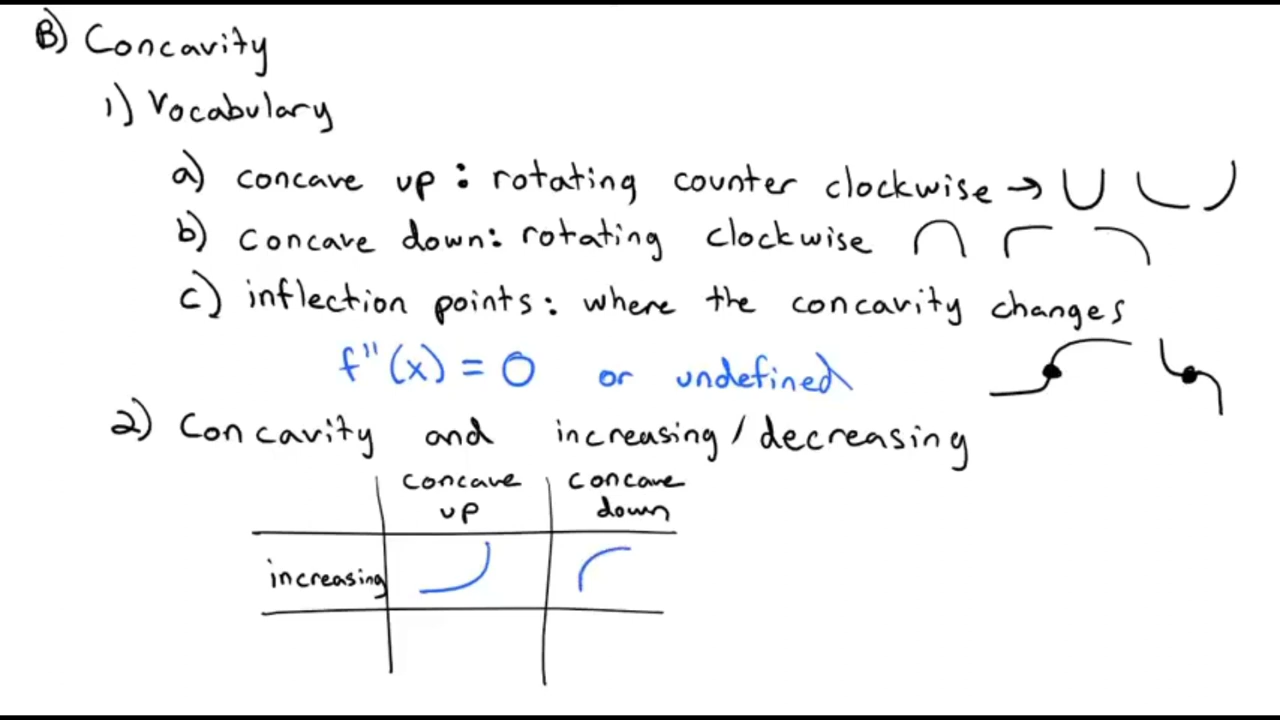 B) Concavity
1) Vocabulary
a) concave up: rotating counter clockwise →
b) concave down: rotating clockwise
c) inflection points: where the concavity changes
f''(x) = 0 or undefined
2) Concavity and increasing/decreasing
concave up
concave down
increasing